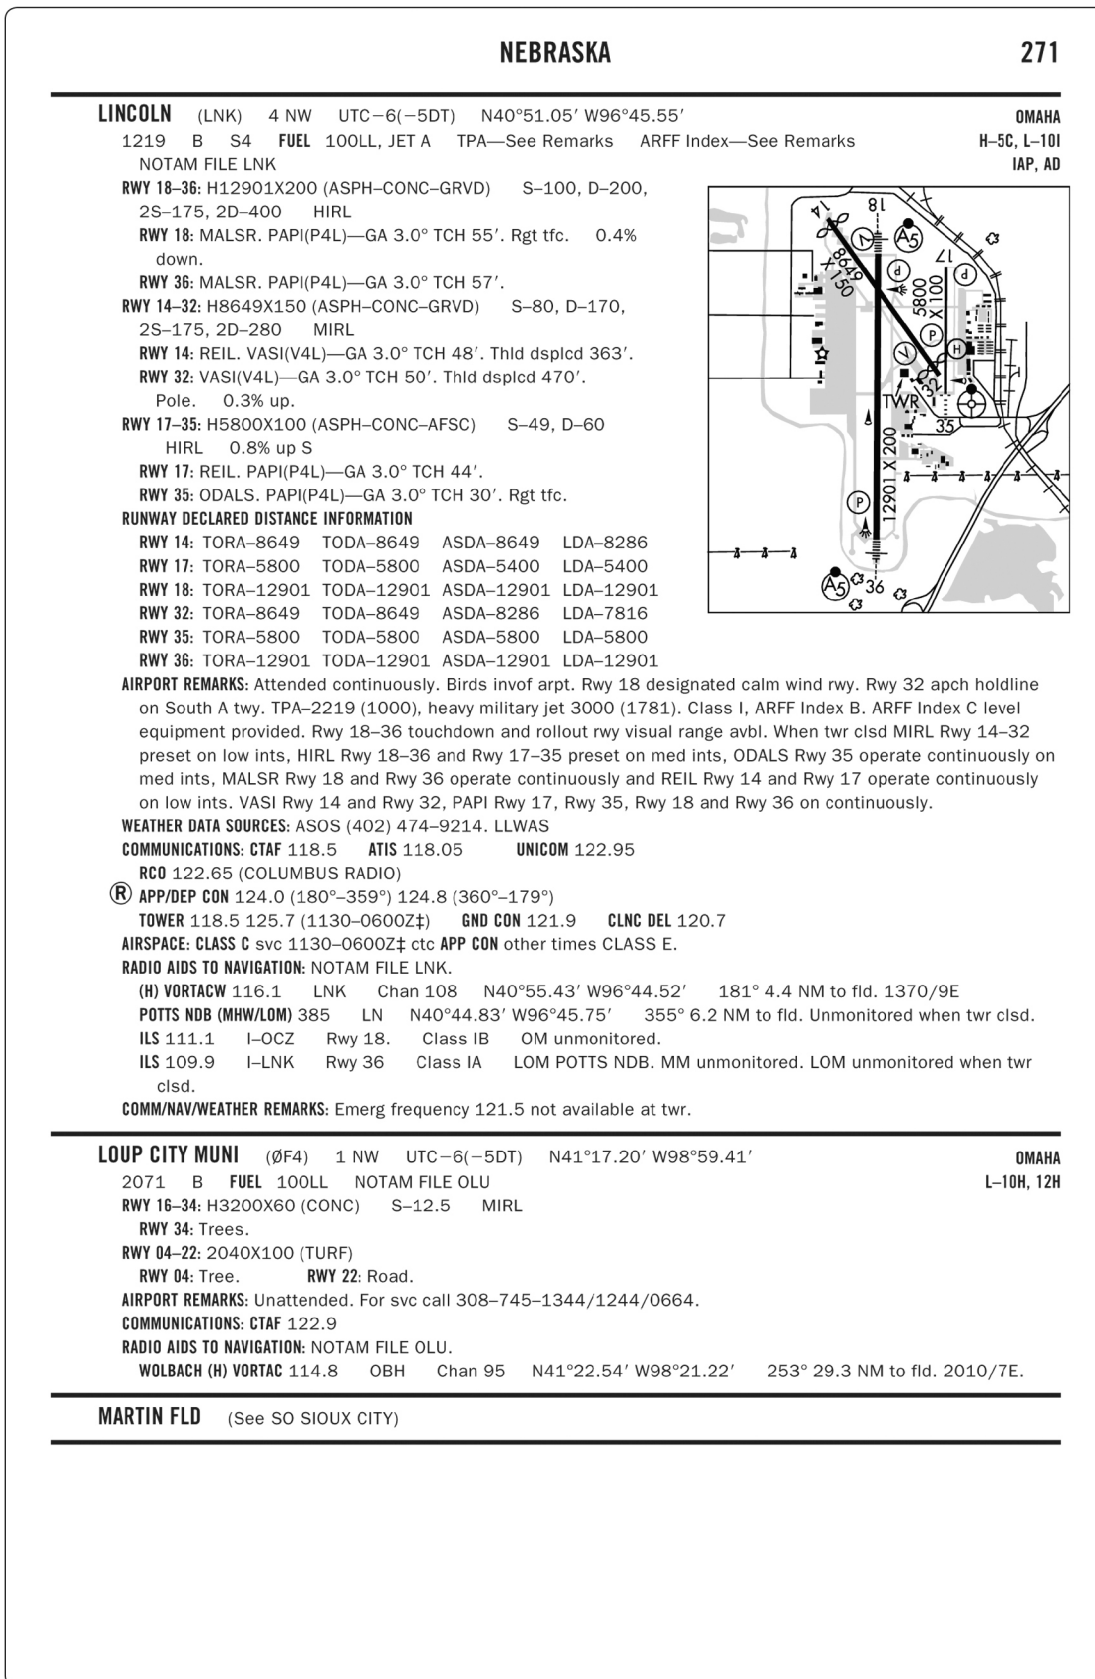 NEBRASKA 271
LINCOLN (LNK) 4 NW UTC−6(−5DT) N40°51.05′ W96°45.55′ OMAHA
1219 B S4 FUEL 100LL, JET A TPA—See Remarks ARFF Index—See Remarks H–5C, L–10I
NOTAM FILE LNK IAP, AD
RWY 18–36: H12901X200 (ASPH–CONC–GRVD) S–100, D–200,
2S–175, 2D–400 HIRL
RWY 18: MALSR. PAPI(P4L)—GA 3.0° TCH 55′. Rgt tfc. 0.4%
down.
RWY 36: MALSR. PAPI(P4L)—GA 3.0° TCH 57′.
RWY 14–32: H8649X150 (ASPH–CONC–GRVD) S–80, D–170,
2S–175, 2D–280 MIRL
RWY 14: REIL. VASI(V4L)—GA 3.0° TCH 48′. Thld dsplcd 363′.
RWY 32: VASI(V4L)—GA 3.0° TCH 50′. Thld dsplcd 470′.
Pole. 0.3% up.
RWY 17–35: H5800X100 (ASPH–CONC–AFSC) S–49, D–60
HIRL 0.8% up S
RWY 17: REIL. PAPI(P4L)—GA 3.0° TCH 44′.
RWY 35: ODALS. PAPI(P4L)—GA 3.0° TCH 30′. Rgt tfc.
RUNWAY DECLARED DISTANCE INFORMATION
RWY 14: TORA–8649 TODA–8649 ASDA–8649 LDA–8286
RWY 17: TORA–5800 TODA–5800 ASDA–5400 LDA–5400
RWY 18: TORA–12901 TODA–12901 ASDA–12901 LDA–12901
RWY 32: TORA–8649 TODA–8649 ASDA–8286 LDA–7816
RWY 35: TORA–5800 TODA–5800 ASDA–5800 LDA–5800
RWY 36: TORA–12901 TODA–12901 ASDA–12901 LDA–12901
14
18
V
A5
17
8649 X 150
P
P
5800 X 100
P
V
H
32
TWR
35
12901 X 200
P
A5
36
AIRPORT REMARKS: Attended continuously. Birds invof arpt. Rwy 18 designated calm wind rwy. Rwy 32 apch holdline
on South A twy. TPA–2219 (1000), heavy military jet 3000 (1781). Class I, ARFF Index B. ARFF Index C level
equipment provided. Rwy 18–36 touchdown and rollout rwy visual range avbl. When twr clsd MIRL Rwy 14–32
preset on low ints, HIRL Rwy 18–36 and Rwy 17–35 preset on med ints, ODALS Rwy 35 operate continuously on
med ints, MALSR Rwy 18 and Rwy 36 operate continuously and REIL Rwy 14 and Rwy 17 operate continuously
on low ints. VASI Rwy 14 and Rwy 32, PAPI Rwy 17, Rwy 35, Rwy 18 and Rwy 36 on continuously.
WEATHER DATA SOURCES: ASOS (402) 474–9214. LLWAS
COMMUNICATIONS: CTAF 118.5 ATIS 118.05 UNICOM 122.95
RCO 122.65 (COLUMBUS RADIO)
Ⓡ APP/DEP CON 124.0 (180°–359°) 124.8 (360°–179°)
TOWER 118.5 125.7 (1130–0600Z‡) GND CON 121.9 CLNC DEL 120.7
AIRSPACE: CLASS C svc 1130–0600Z‡ ctc APP CON other times CLASS E.
RADIO AIDS TO NAVIGATION: NOTAM FILE LNK.
(H) VORTACW 116.1 LNK Chan 108 N40°55.43′ W96°44.52′ 181° 4.4 NM to fld. 1370/9E
POTTS NDB (MHW/LOM) 385 LN N40°44.83′ W96°45.75′ 355° 6.2 NM to fld. Unmonitored when twr clsd.
ILS 111.1 I–OCZ Rwy 18. Class IB OM unmonitored.
ILS 109.9 I–LNK Rwy 36 Class IA LOM POTTS NDB. MM unmonitored. LOM unmonitored when twr
clsd.
COMM/NAV/WEATHER REMARKS: Emerg frequency 121.5 not available at twr.
LOUP CITY MUNI (ØF4) 1 NW UTC−6(−5DT) N41°17.20′ W98°59.41′ OMAHA
2071 B FUEL 100LL NOTAM FILE OLU L–10H, 12H
RWY 16–34: H3200X60 (CONC) S–12.5 MIRL
RWY 34: Trees.
RWY 04–22: 2040X100 (TURF)
RWY 04: Tree. RWY 22: Road.
AIRPORT REMARKS: Unattended. For svc call 308–745–1344/1244/0664.
COMMUNICATIONS: CTAF 122.9
RADIO AIDS TO NAVIGATION: NOTAM FILE OLU.
WOLBACH (H) VORTAC 114.8 OBH Chan 95 N41°22.54′ W98°21.22′ 253° 29.3 NM to fld. 2010/7E.
MARTIN FLD (See SO SIOUX CITY)